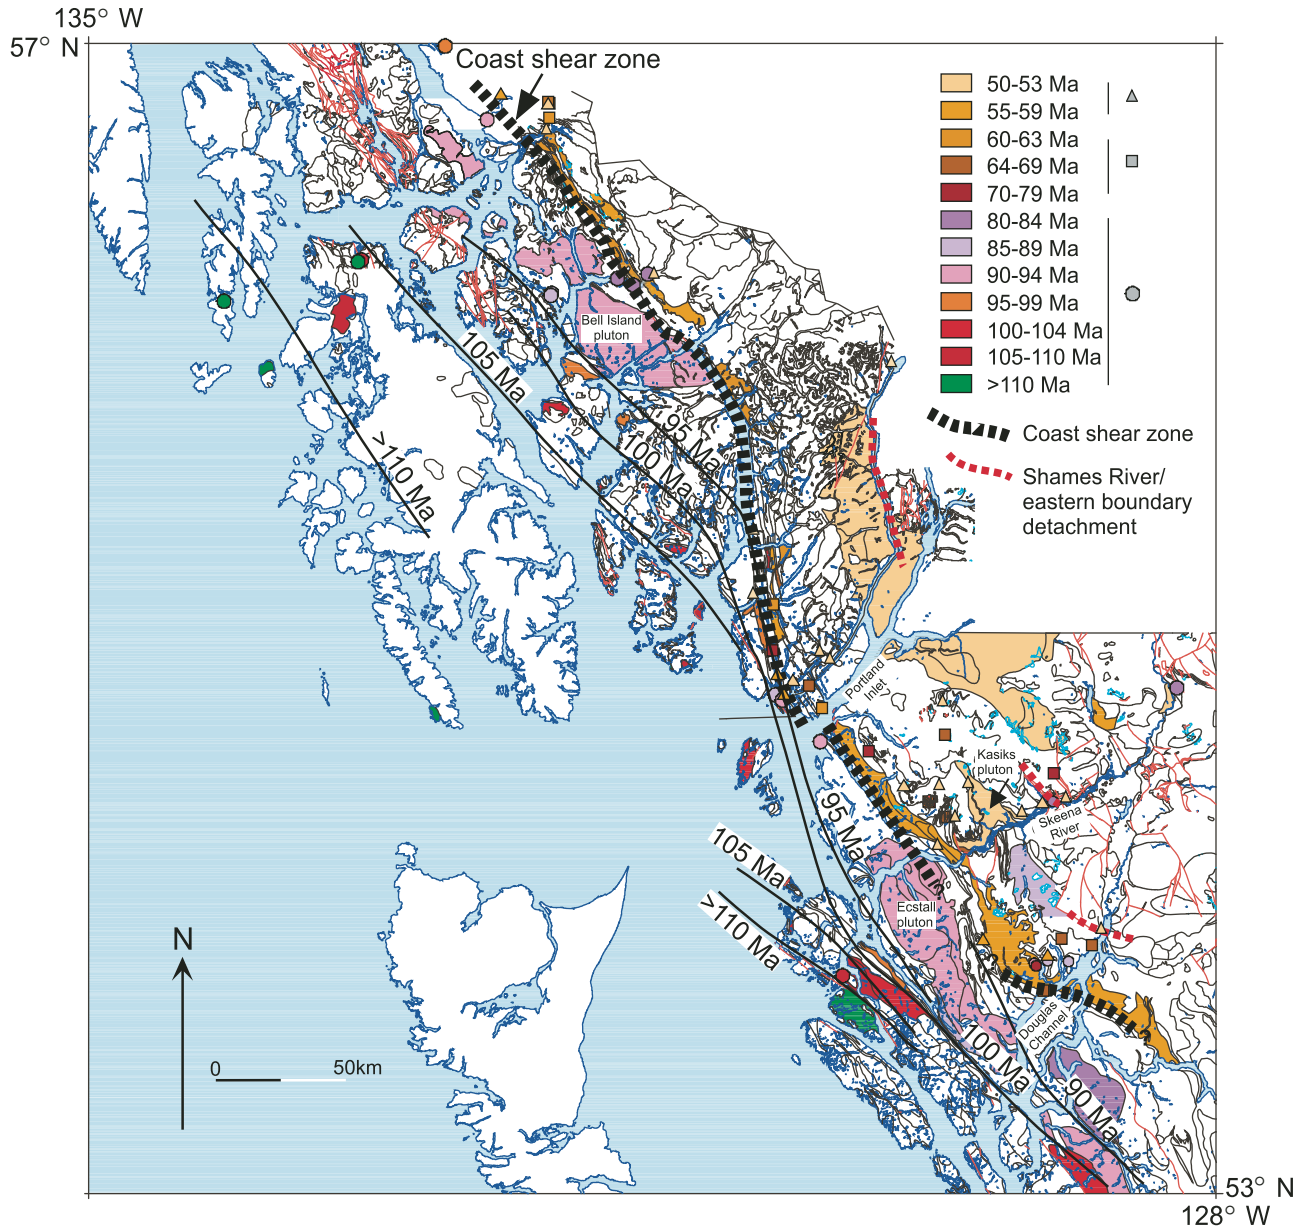 135° W
57° N
Coast shear zone
50-53 Ma
55-59 Ma
60-63 Ma
64-69 Ma
70-79 Ma
80-84 Ma
85-89 Ma
90-94 Ma
95-99 Ma
100-104 Ma
105-110 Ma
>110 Ma
Coast shear zone
Shames River/
eastern boundary
detachment
Bell Island
pluton
105 Ma
95 Ma
100 Ma
>110 Ma
Portland
Inlet
Kasiks
pluton
Skeena
River
95 Ma
105 Ma
>110 Ma
Ecstall
pluton
?
?
Douglas
Channel
100 Ma
90 Ma
N
0
50km
53° N
128° W